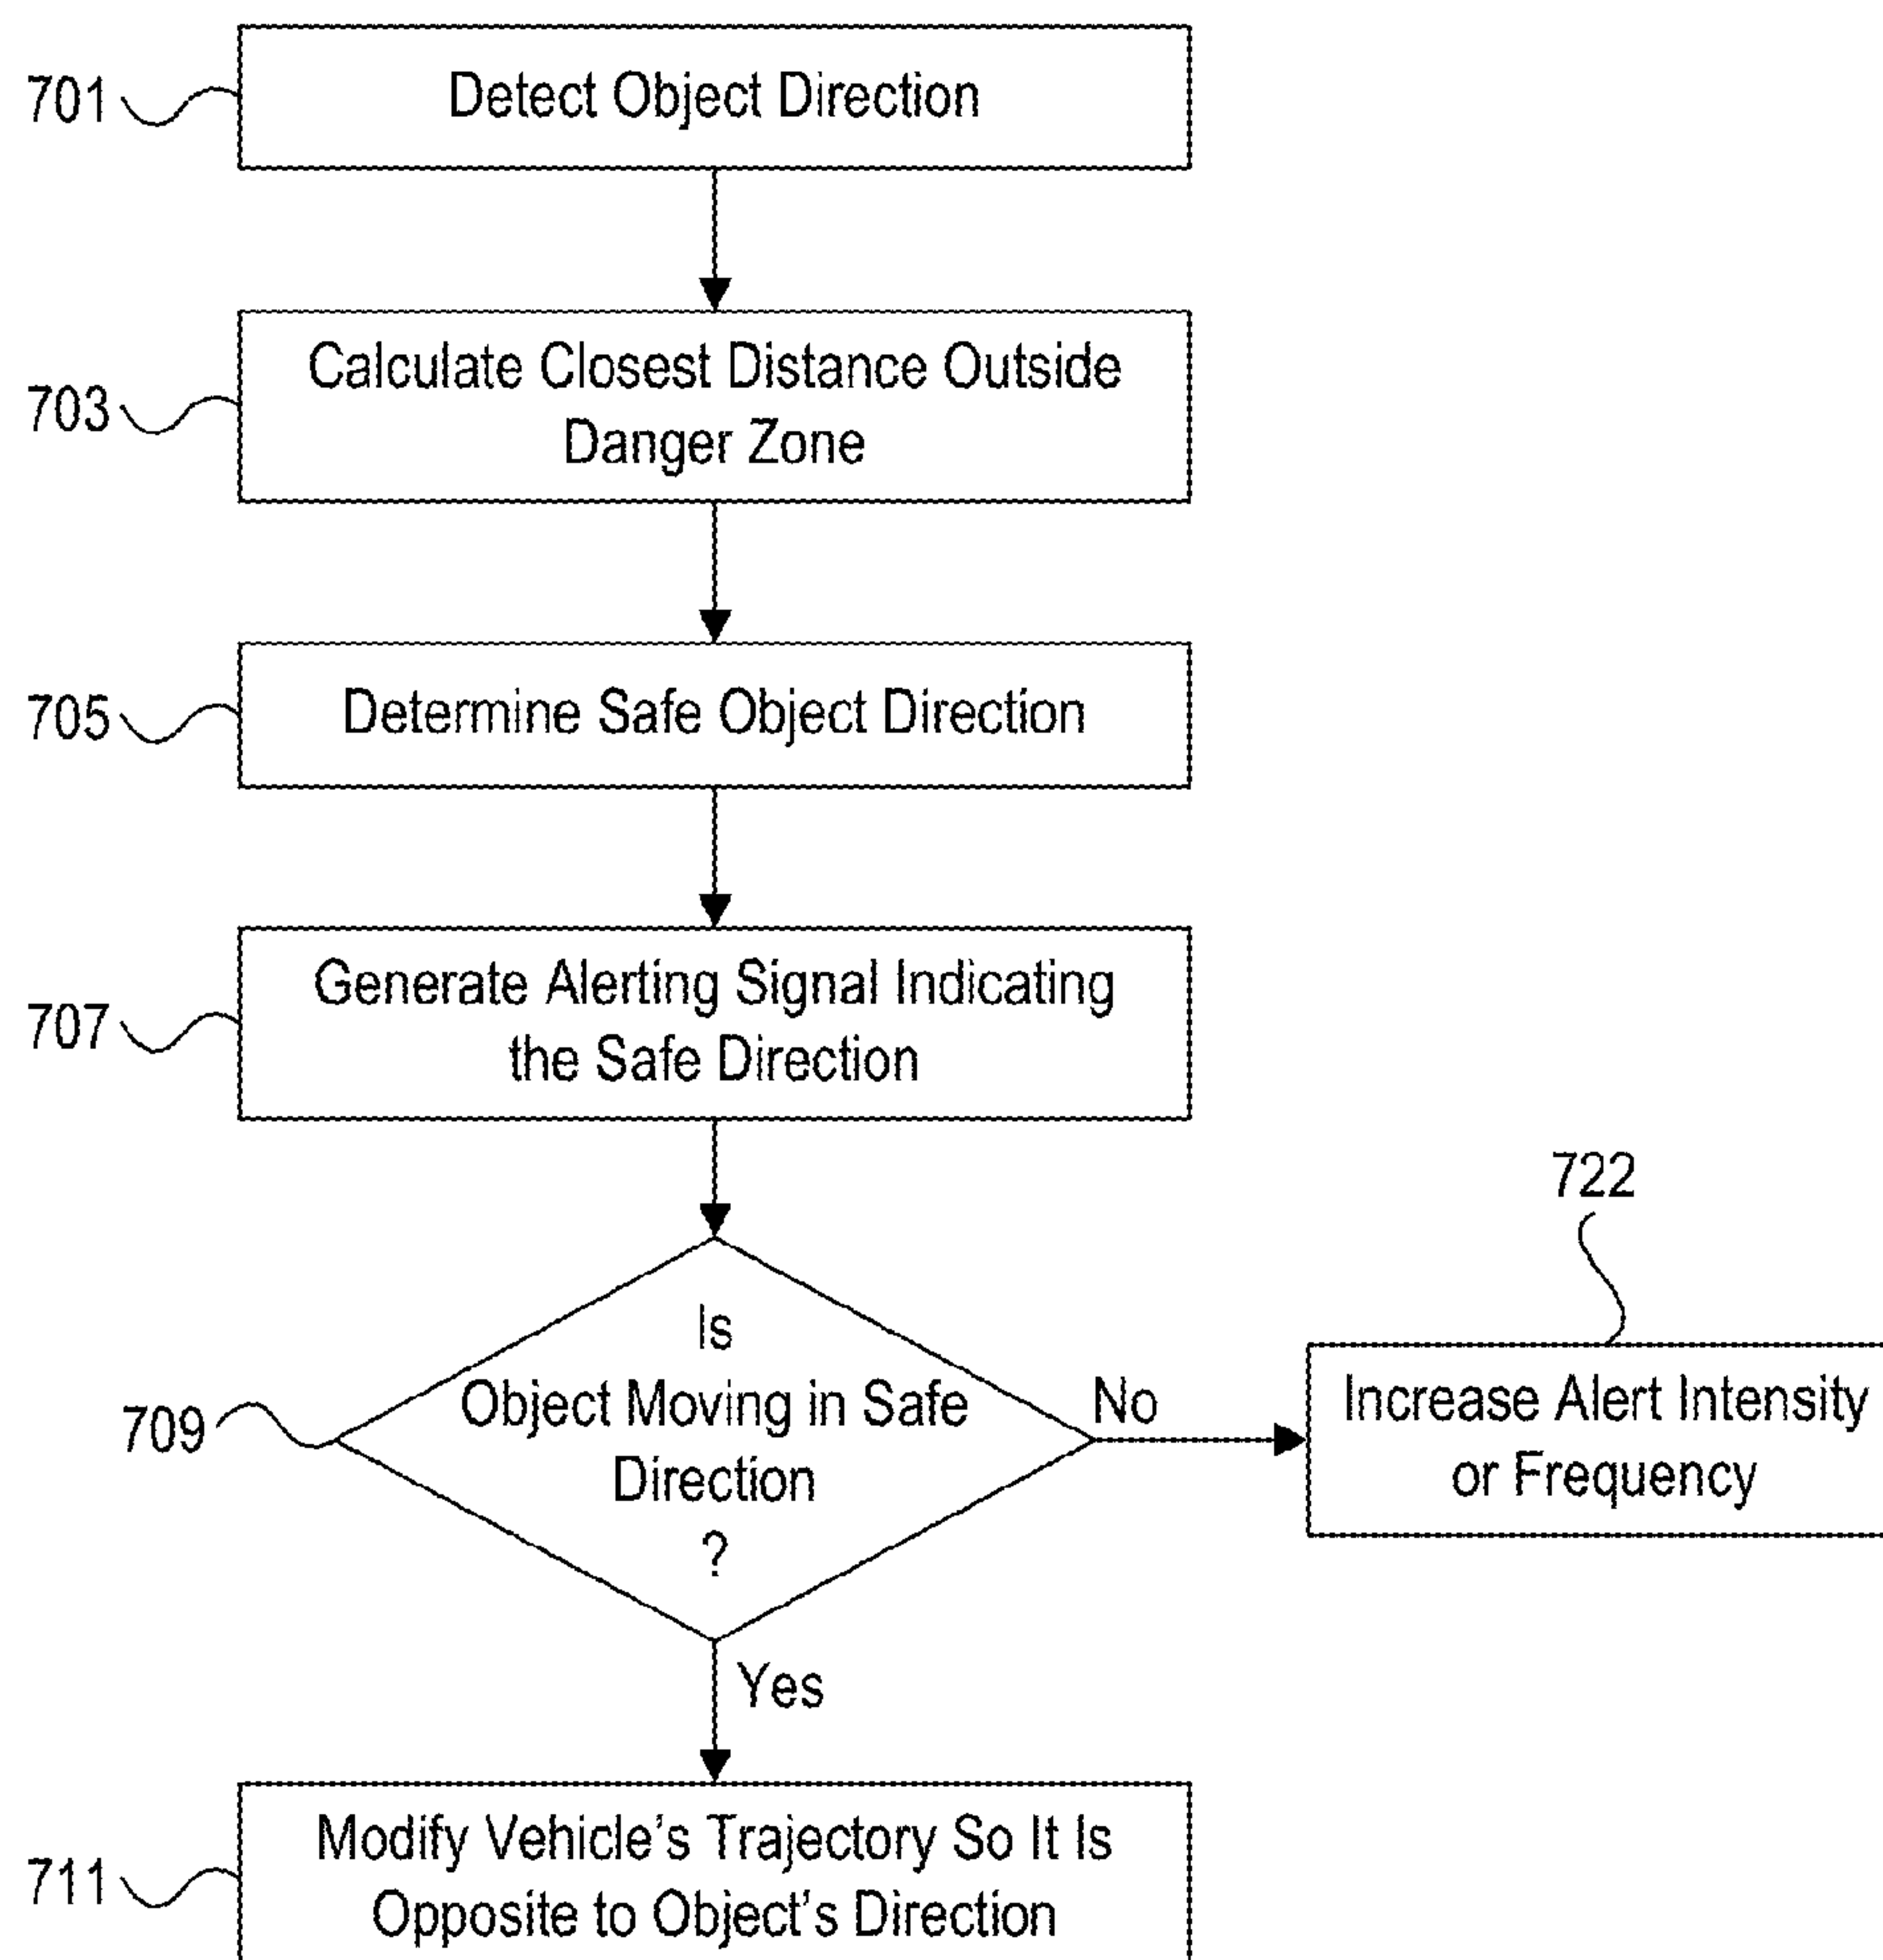 701
Detect Object Direction
703
Calculate Closest Distance Outside
Danger Zone
705
Determine Safe Object Direction
707
Generate Alerting Signal Indicating
the Safe Direction
709
Is
Object Moving in Safe
Direction
?
No
722
Increase Alert Intensity
or Frequency
Yes
711
Modify Vehicle's Trajectory So It Is
Opposite to Object's Direction